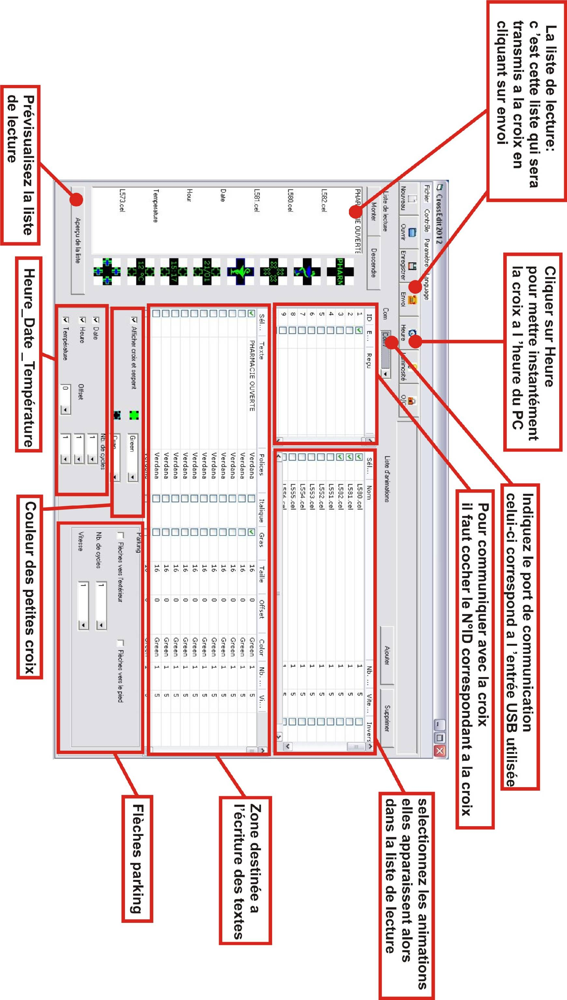 La liste de lecture:
c 'est cette liste qui sera
transmis a la croix en
cliquant sur envoi
Cliquer sur Heure
pour mettre instantément
la croix a l 'heure du PC
Indiquez le port de communication
celui-ci correspond a l 'entrée USB utilisée
Pour communiquer avec la croix
il faut cocher le N°ID correspondant a la croix
selectionnez les animations
elles apparaissent alors
dans la liste de lecture
Zone destinée a
l'écriture des textes
Flèches parking
Couleur des petites croix
Heure_Date _Température
Prévisualisez la liste
de lecture
CrossEdit2012
Fichier Contrôle Paramètre Language
Nouveau Ouvrir Enregistrer Envoi Heure
Liste de lecture Com Liste d'animations Ajouter Supprimer
Monter Descendre
OUVERTE
L582.cel
L580.cel
L581.cel
Date
Hour
Temperature
L573.cel
PHARM
21/01
15:17
12 °C
Aperçu de la liste
ID E... Reçu
1
2
3
4
5
6
7
8
9
Sél... Nom Nb. ... Vite... Invers
L580.cel 1 5
L581.cel 1 5
L582.cel 1 5
L551.cel 1 5
L552.cel 1 5
L553.cel 1 5
L554.cel 1 5
L555.cel 1 5
L556.cel 1 5
Sél... Texte Polices Italique Gras Taille Offset Color Nb. ... Vi...
PHARMACIE OUVERTE Verdana 16 0 Green 1 5
Verdana 16 0 Green 1 5
Verdana 16 0 Green 1 5
Verdana 16 0 Green 1 5
Verdana 16 0 Green 1 5
Verdana 16 0 Green 1 5
Verdana 16 0 Green 1 5
Verdana 16 0 Green 1 5
Verdana 16 0 Green 1 5
Verdana 16 0 Green 1 5
Verdana 16 0 Green 1 5
Afficher croix et serpent Green
Cyan
Nb. de cycles
Date 1
Heure Offset 1
Température 0 1
Parking
Flèches vers l'extérieur Flèches vers le pied
Nb. de cycles 1
Vitesse 1